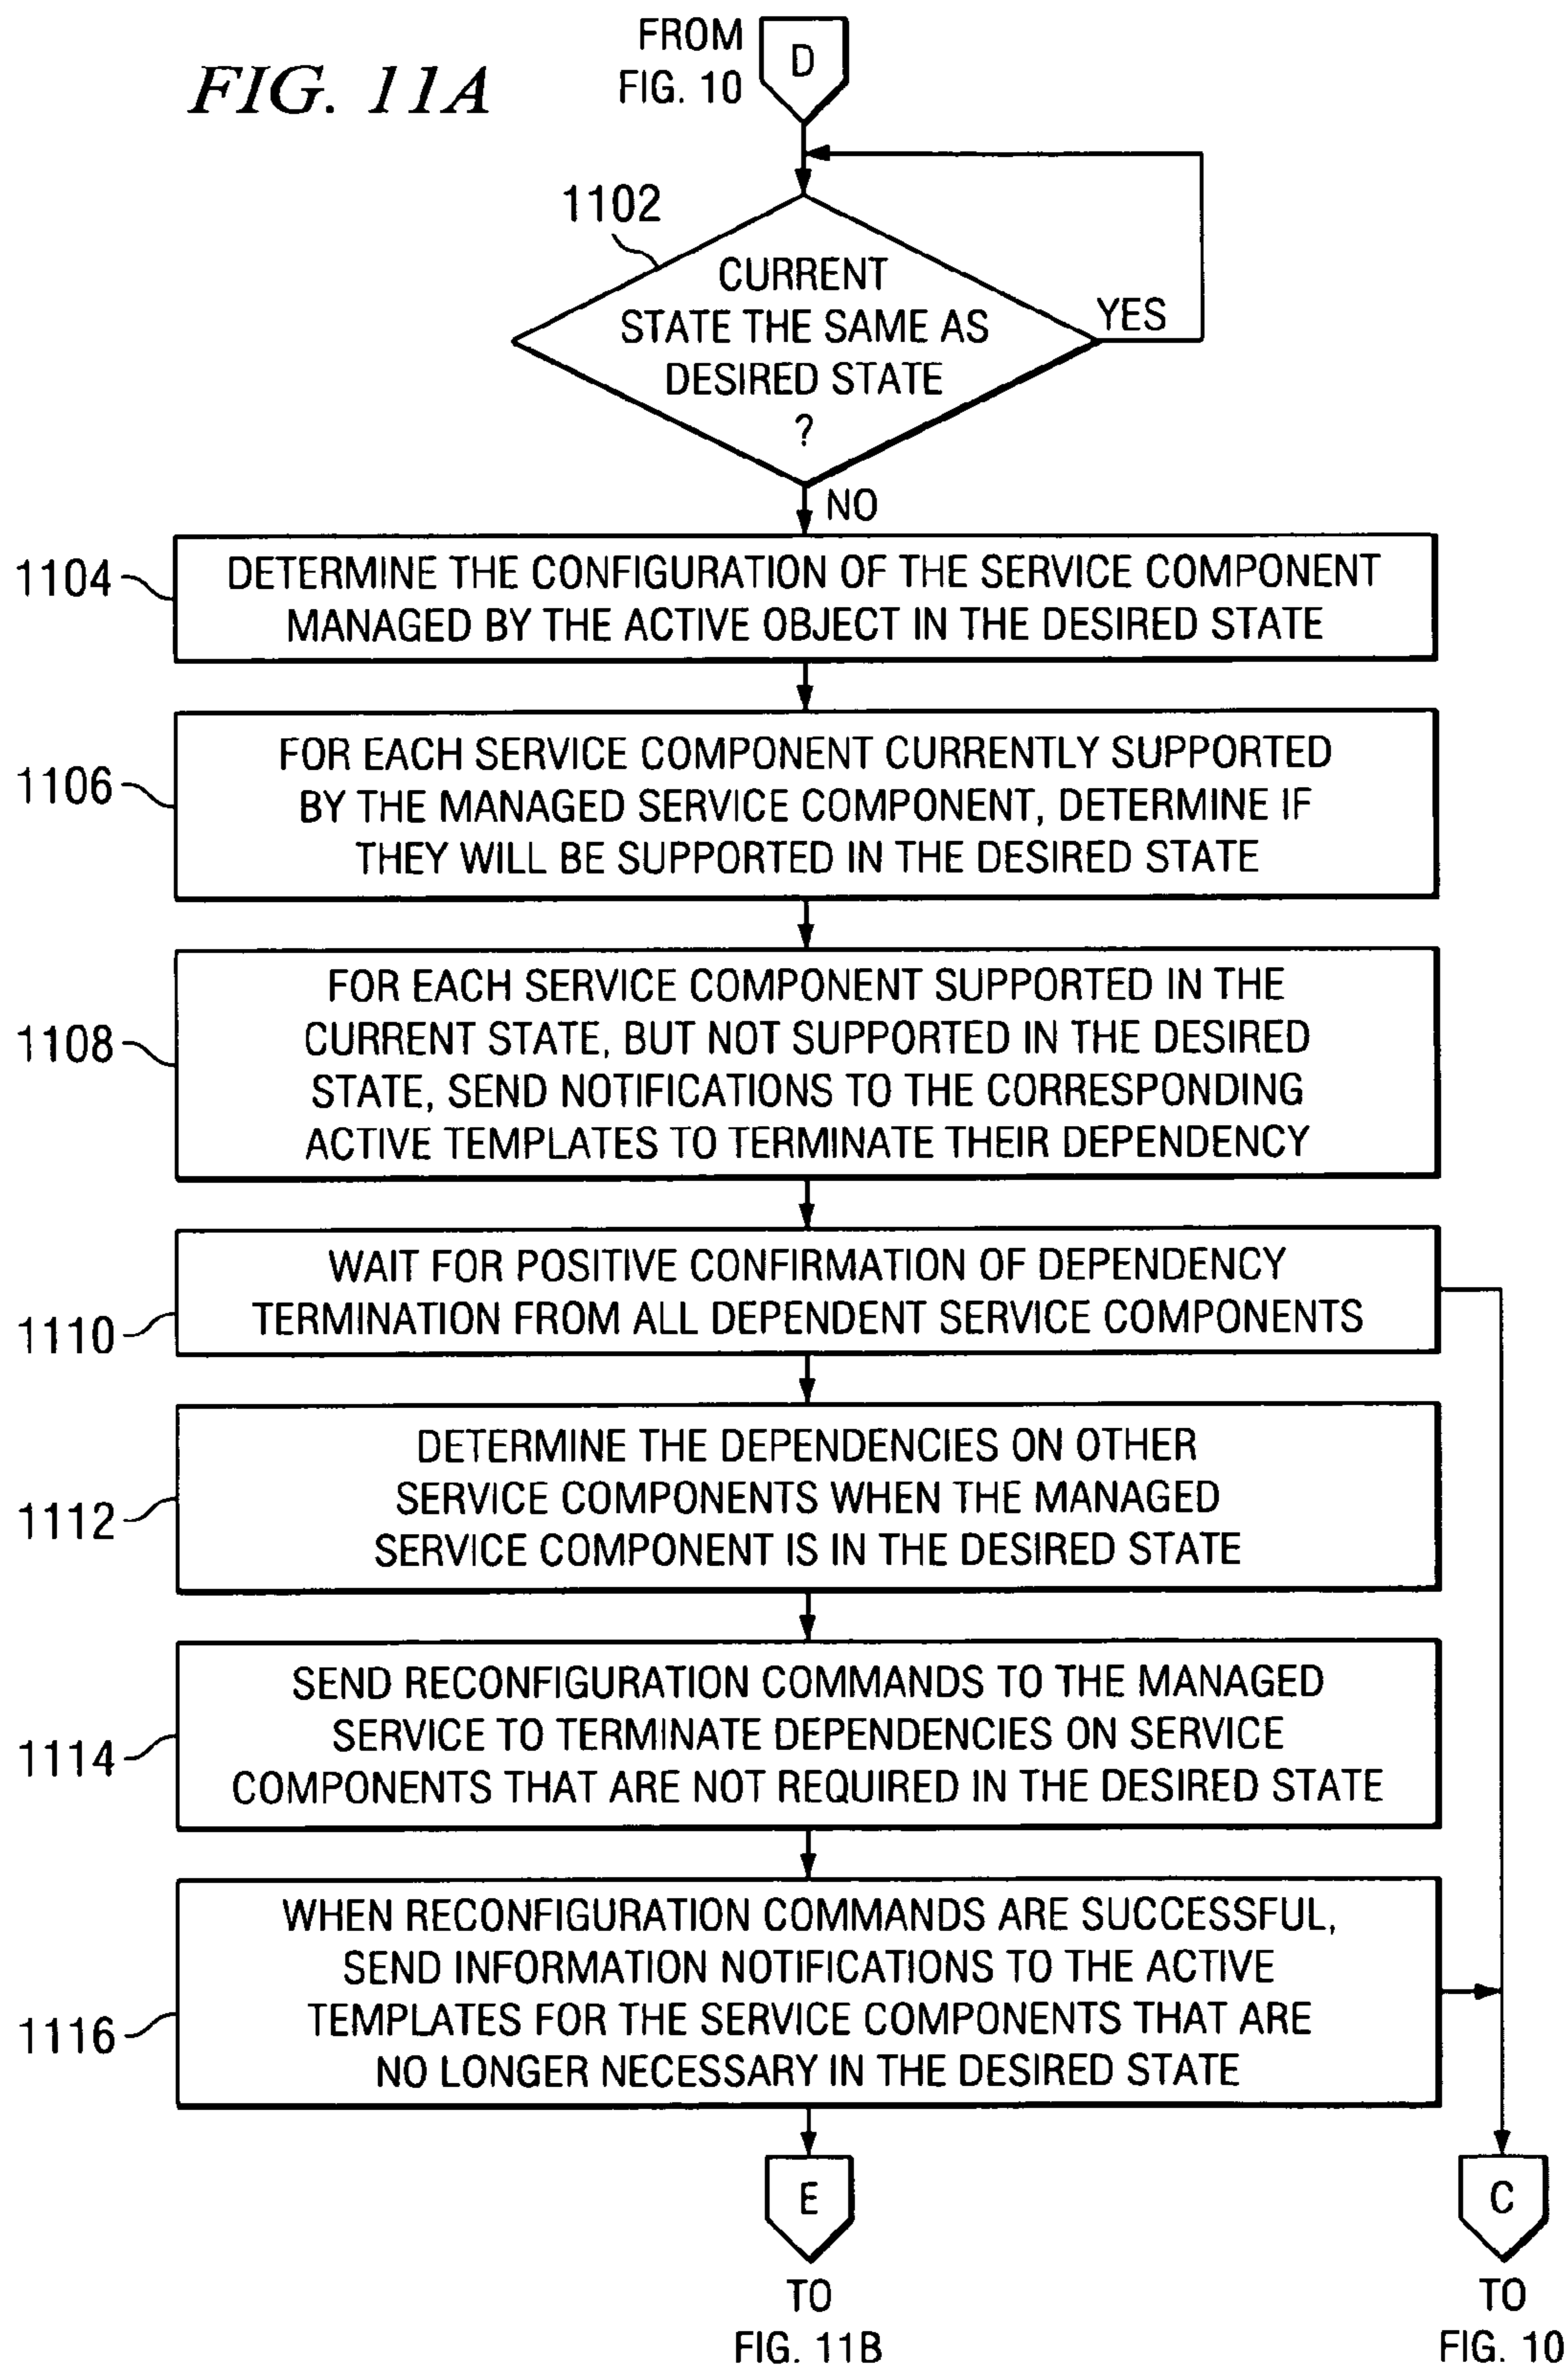 FIG. 11A
FROM
FIG. 10
D
1102
CURRENT
STATE THE SAME AS
DESIRED STATE
?
YES
NO
1104
DETERMINE THE CONFIGURATION OF THE SERVICE COMPONENT
MANAGED BY THE ACTIVE OBJECT IN THE DESIRED STATE
1106
FOR EACH SERVICE COMPONENT CURRENTLY SUPPORTED
BY THE MANAGED SERVICE COMPONENT, DETERMINE IF
THEY WILL BE SUPPORTED IN THE DESIRED STATE
1108
FOR EACH SERVICE COMPONENT SUPPORTED IN THE
CURRENT STATE, BUT NOT SUPPORTED IN THE DESIRED
STATE, SEND NOTIFICATIONS TO THE CORRESPONDING
ACTIVE TEMPLATES TO TERMINATE THEIR DEPENDENCY
1110
WAIT FOR POSITIVE CONFIRMATION OF DEPENDENCY
TERMINATION FROM ALL DEPENDENT SERVICE COMPONENTS
1112
DETERMINE THE DEPENDENCIES ON OTHER
SERVICE COMPONENTS WHEN THE MANAGED
SERVICE COMPONENT IS IN THE DESIRED STATE
1114
SEND RECONFIGURATION COMMANDS TO THE MANAGED
SERVICE TO TERMINATE DEPENDENCIES ON SERVICE
COMPONENTS THAT ARE NOT REQUIRED IN THE DESIRED STATE
1116
WHEN RECONFIGURATION COMMANDS ARE SUCCESSFUL,
SEND INFORMATION NOTIFICATIONS TO THE ACTIVE
TEMPLATES FOR THE SERVICE COMPONENTS THAT ARE
NO LONGER NECESSARY IN THE DESIRED STATE
E
TO
FIG. 11B
C
TO
FIG. 10